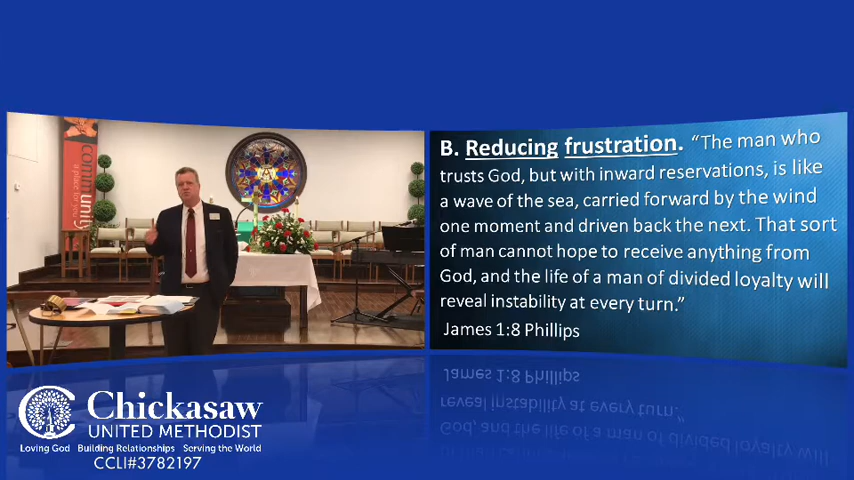 community
a place for you
B. Reducing frustration. “The man who
trusts God, but with inward reservations, is like
a wave of the sea, carried forward by the wind
one moment and driven back the next. That sort
of man cannot hope to receive anything from
God, and the life of a man of divided loyalty will
reveal instability at every turn.”
James 1:8 Phillips
Chickasaw
UNITED METHODIST
Loving God Building Relationships Serving the World
CCLI#3782197